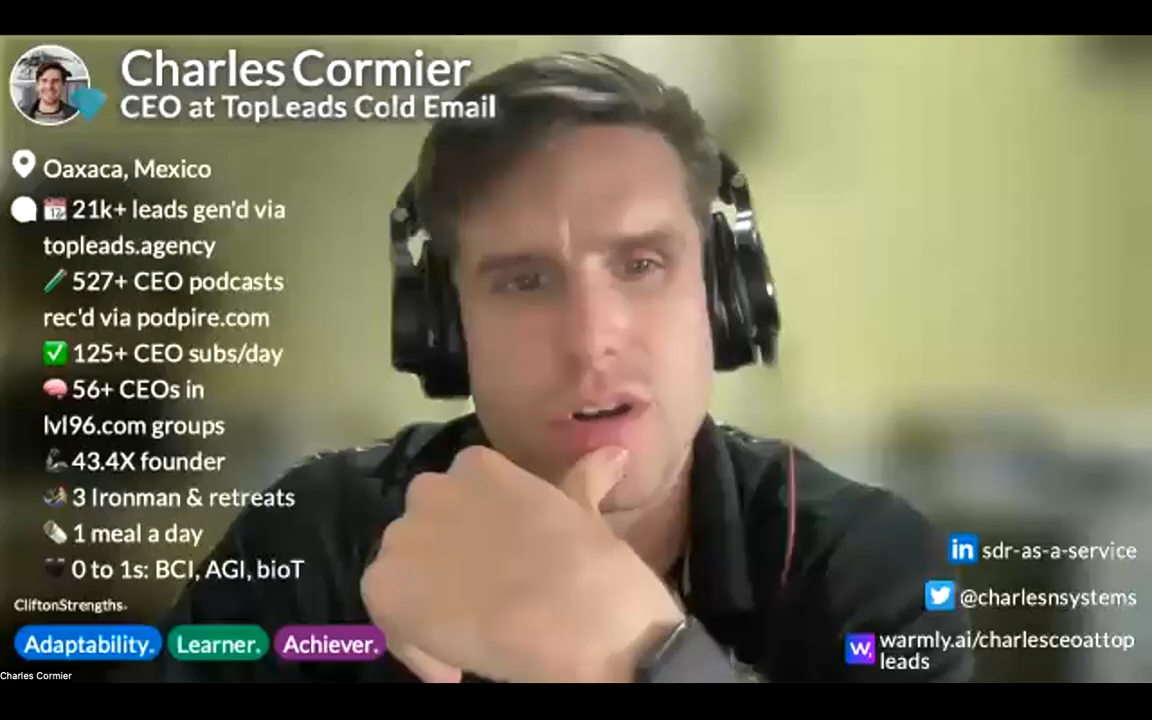 Charles Cormier
CEO at TopLeads Cold Email
Oaxaca, Mexico
21k+ leads gen'd via
topleads.agency
527+ CEO podcasts
rec'd via podpire.com
125+ CEO subs/day
56+ CEOs in
lvl96.com groups
43.4X founder
3 Ironman & retreats
1 meal a day
0 to 1s: BCI, AGI, bioT
CliftonStrengths.
Adaptability. Learner. Achiever.
Charles Cormier
in sdr-as-a-service
@charlesnsystems
W, warmly.ai/charlesceoattop
leads